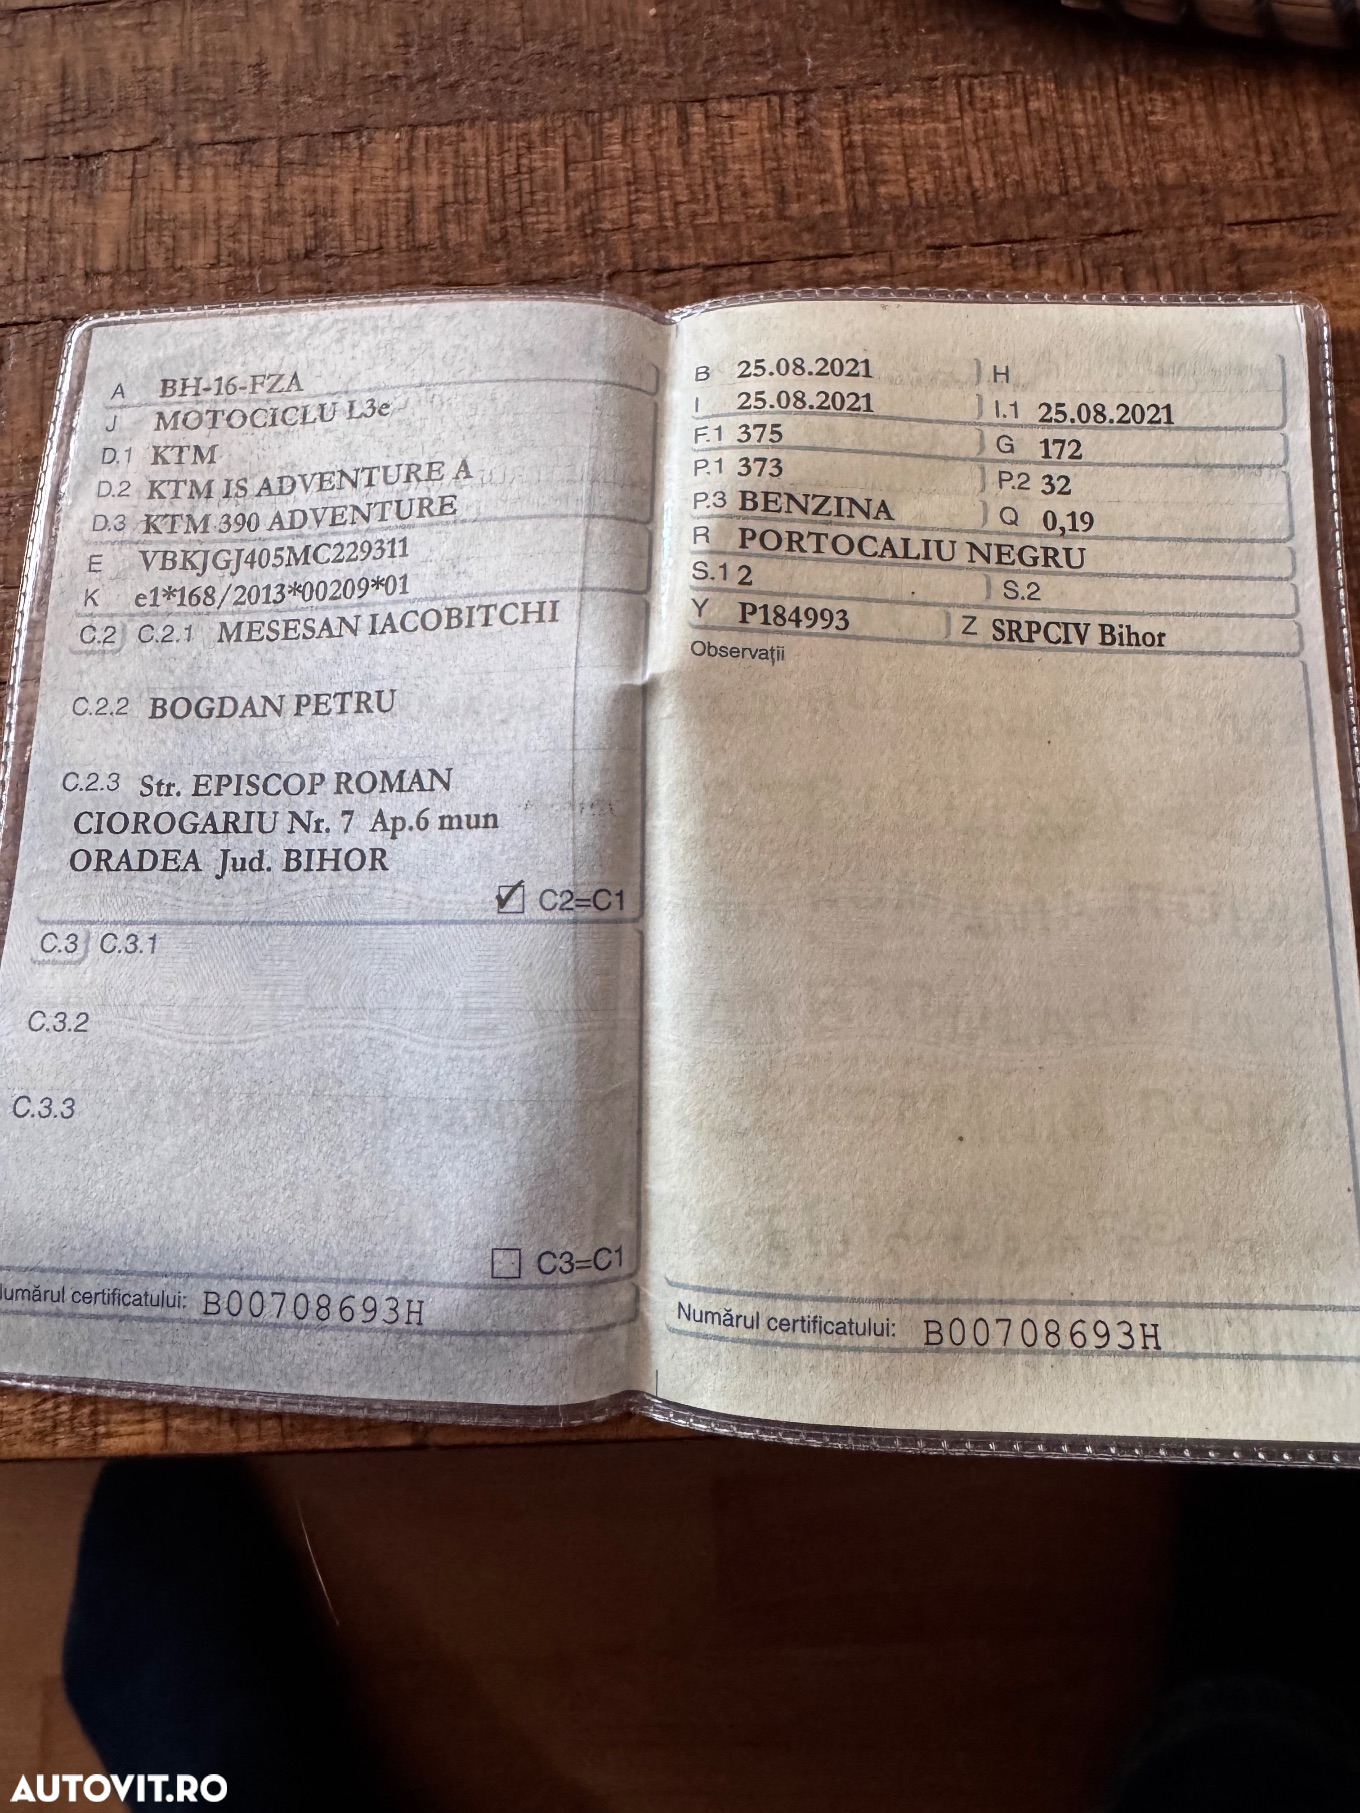 A BH-16-FZA
J MOTOCICLU L3e
D.1 KTM
D.2 KTM IS ADVENTURE A
D.3 KTM 390 ADVENTURE
E VBKJGJ405MC229311
K e1*168/2013*00209*01
C.2 C.2.1 MESESAN IACOBITCHI
C.2.2 BOGDAN PETRU
C.2.3 Str. EPISCOP ROMAN
CIOROGARIU Nr. 7 Ap.6 mun
ORADEA Jud. BIHOR
C2=C1
C.3 C.3.1
C.3.2
C.3.3
C3=C1
Numărul certificatului: B00708693H
B 25.08.2021 H
I 25.08.2021 I.1 25.08.2021
F.1 375 G 172
P.1 373 P.2 32
P.3 BENZINA Q 0,19
R PORTOCALIU NEGRU
S.1 2 S.2
Y P184993 Z SRPCIV Bihor
Observații
Numărul certificatului: B00708693H
AUTOVIT.RO